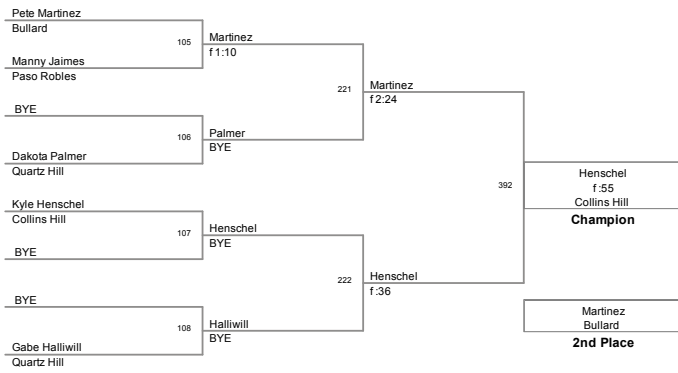 Pete Martinez
Bullard
105
Martinez
f 1:10
Manny Jaimes
Paso Robles
221
Martinez
f 2:24
BYE
106
Palmer
BYE
Dakota Palmer
Quartz Hill
392
Henschel
f :55
Collins Hill
Champion
Kyle Henschel
Collins Hill
107
Henschel
BYE
BYE
222
Henschel
f :36
BYE
108
Halliwill
BYE
Gabe Halliwill
Quartz Hill
Martinez
Bullard
2nd Place